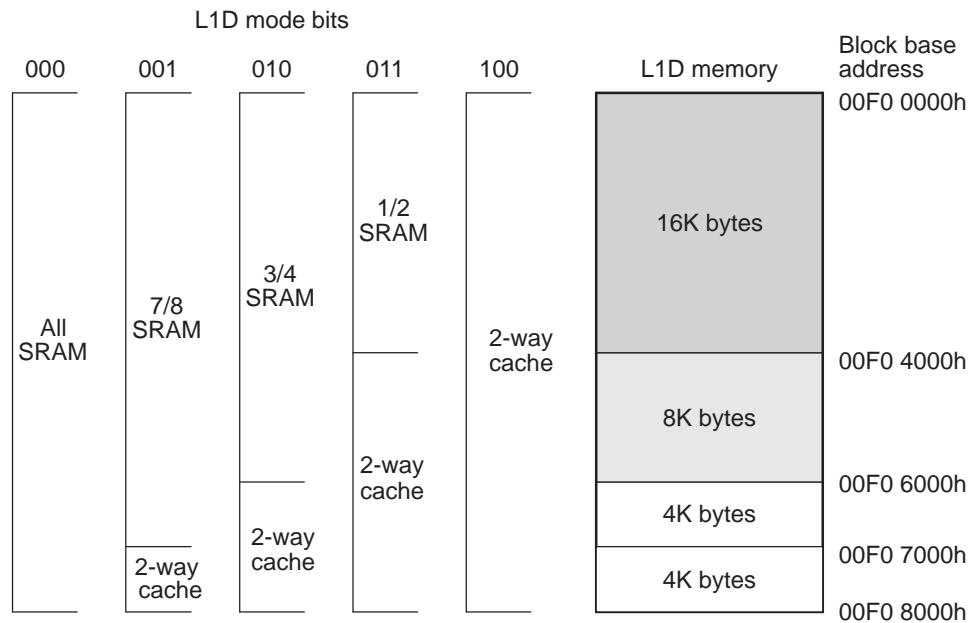 L1D mode bits
000 001 010 011 100 L1D memory Block base
address
00F0 0000h
1/2
SRAM
16K bytes
3/4
SRAM
7/8
SRAM
All
SRAM
2-way
cache
00F0 4000h
8K bytes
2-way
cache
00F0 6000h
4K bytes
2-way
cache
00F0 7000h
2-way
cache
4K bytes
00F0 8000h